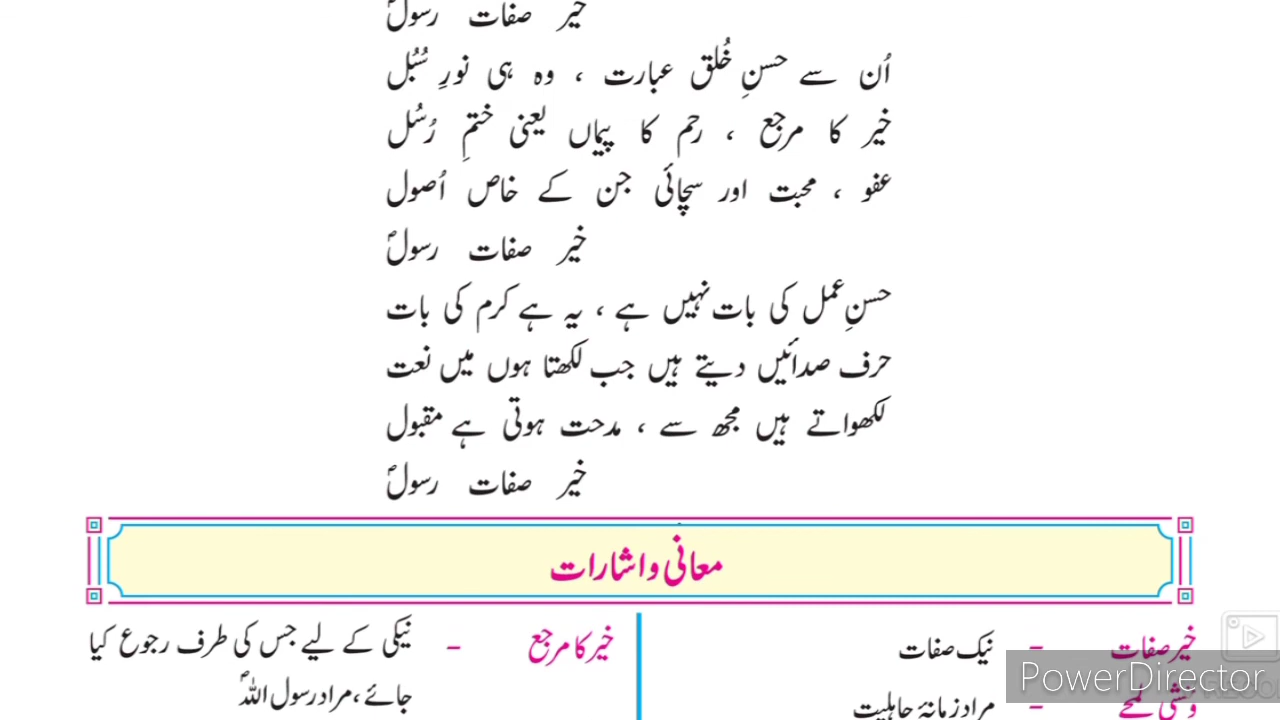 خیر صفات رسولؐ
اُن سے حسنِ خُلق عبارت ، وہ ہی نورِ سُبُل
خیر کا مرجع ، رحم کا پیماں یعنی ختمِ رُسُل
عفو ، محبت اور سچائی جن کے خاص اُصول
خیر صفات رسولؐ
حسنِ عمل کی بات نہیں ہے ، یہ ہے کرم کی بات
حرف صدائیں دیتے ہیں جب لکھتا ہوں میں نعت
لکھواتے ہیں مجھ سے ، مدحت ہوتی ہے مقبول
خیر صفات رسولؐ
معانی و اشارات
خیر صفات - نیک صفات
وحشی لمحے - مراد زمانۂ جاہلیت
خیر کا مرجع - نیکی کے لیے جس کی طرف رجوع کیا
جائے، مراد رسول اللہؐ
PowerDirector